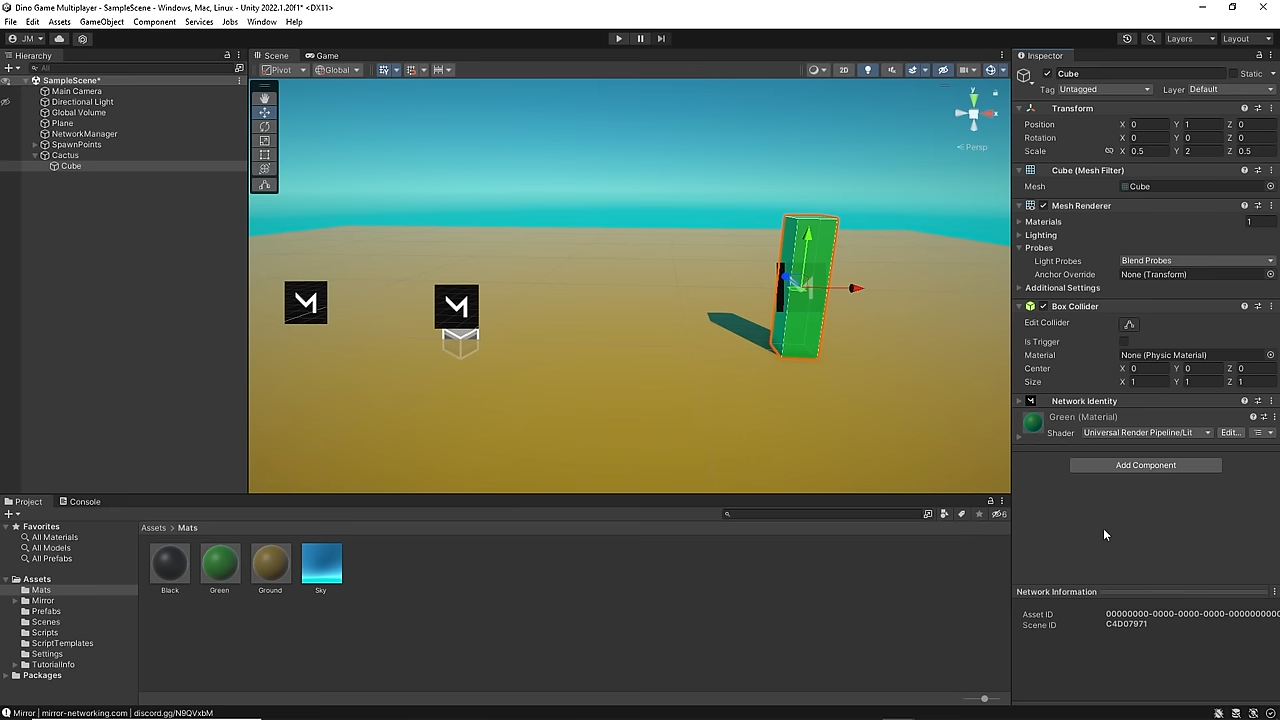 Dino Game Multiplayer - SampleScene - Windows, Mac, Linux - Unity 2022.1.20f1* <DX11>
File Edit Assets GameObject Component Services Jobs Window Help
JM Layers Layout
Hierarchy
All
SampleScene*
Main Camera
Directional Light
Global Volume
Plane
NetworkManager
SpawnPoints
Cactus
Cube
Scene Game
Pivot Global 2D
y
x
Persp
Inspector
Cube Static
Tag Untagged Layer Default
Transform
Position X 0 Y 1 Z 0
Rotation X 0 Y 0 Z 0
Scale X 0.5 Y 2 Z 0.5
Cube (Mesh Filter)
Mesh Cube
Mesh Renderer
Materials 1
Lighting
Probes
Light Probes Blend Probes
Anchor Override None (Transform)
Additional Settings
Box Collider
Edit Collider
Is Trigger
Material None (Physic Material)
Center X 0 Y 0 Z 0
Size X 1 Y 1 Z 1
Network Identity
Green (Material)
Shader Universal Render Pipeline/Lit Edit...
Add Component
Network Information
Asset ID 00000000-0000-0000-0000-0000000000
Scene ID C4D07971
Project Console
6
Favorites
All Materials
All Models
All Prefabs
Assets
Mats
Mirror
Prefabs
Scenes
Scripts
ScriptTemplates
Settings
TutorialInfo
Packages
Assets > Mats
Black Green Ground Sky
Mirror | mirror-networking.com | discord.gg/N9QVxbM